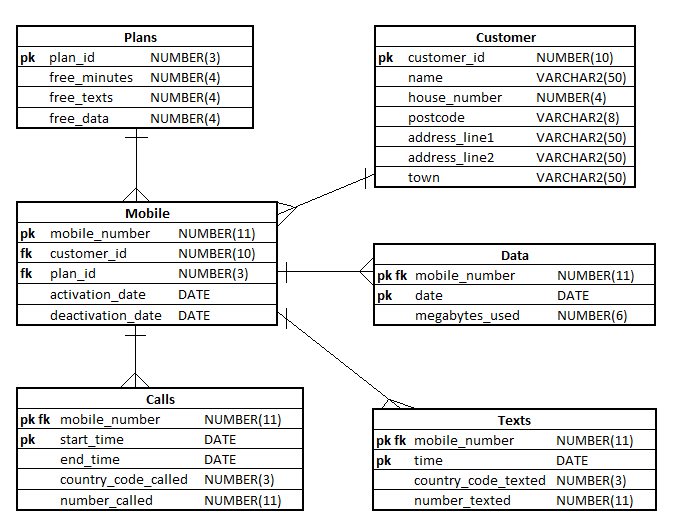 Plans
pk plan_id NUMBER(3)
free_minutes NUMBER(4)
free_texts NUMBER(4)
free_data NUMBER(4)
Customer
pk customer_id NUMBER(10)
name VARCHAR2(50)
house_number NUMBER(4)
postcode VARCHAR2(8)
address_line1 VARCHAR2(50)
address_line2 VARCHAR2(50)
town VARCHAR2(50)
Mobile
pk mobile_number NUMBER(11)
fk customer_id NUMBER(10)
fk plan_id NUMBER(3)
activation_date DATE
deactivation_date DATE
Data
pk fk mobile_number NUMBER(11)
pk date DATE
megabytes_used NUMBER(6)
Calls
pk fk mobile_number NUMBER(11)
pk start_time DATE
end_time DATE
country_code_called NUMBER(3)
number_called NUMBER(11)
Texts
pk fk mobile_number NUMBER(11)
pk time DATE
country_code_texted NUMBER(3)
number_texted NUMBER(11)